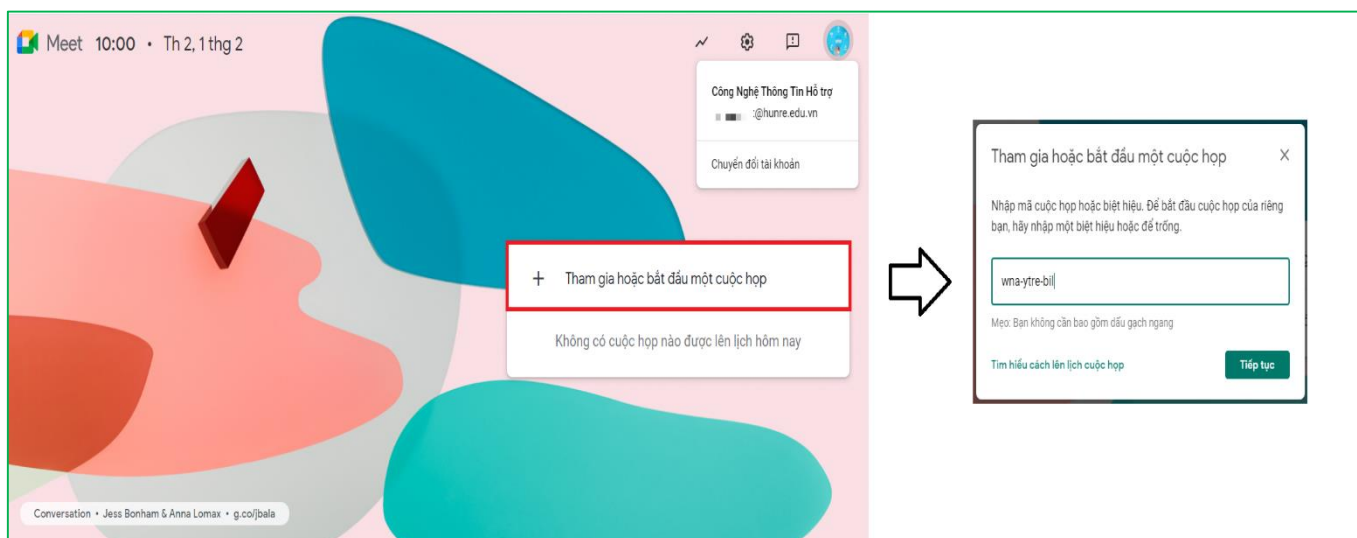 Meet 10:00 • Th 2, 1 thg 2
Công Nghệ Thông Tin Hỗ trợ
:@hunre.edu.vn
Chuyển đổi tài khoản
+ Tham gia hoặc bắt đầu một cuộc họp
Không có cuộc họp nào được lên lịch hôm nay
Conversation • Jess Bonham & Anna Lomax • g.co/jbala
Tham gia hoặc bắt đầu một cuộc họp X
Nhập mã cuộc họp hoặc biệt hiệu. Để bắt đầu cuộc họp của riêng
bạn, hãy nhập một biệt hiệu hoặc để trống.
wna-ytre-bil
Mẹo: Bạn không cần bao gồm dấu gạch ngang
Tìm hiểu cách lên lịch cuộc họp Tiếp tục